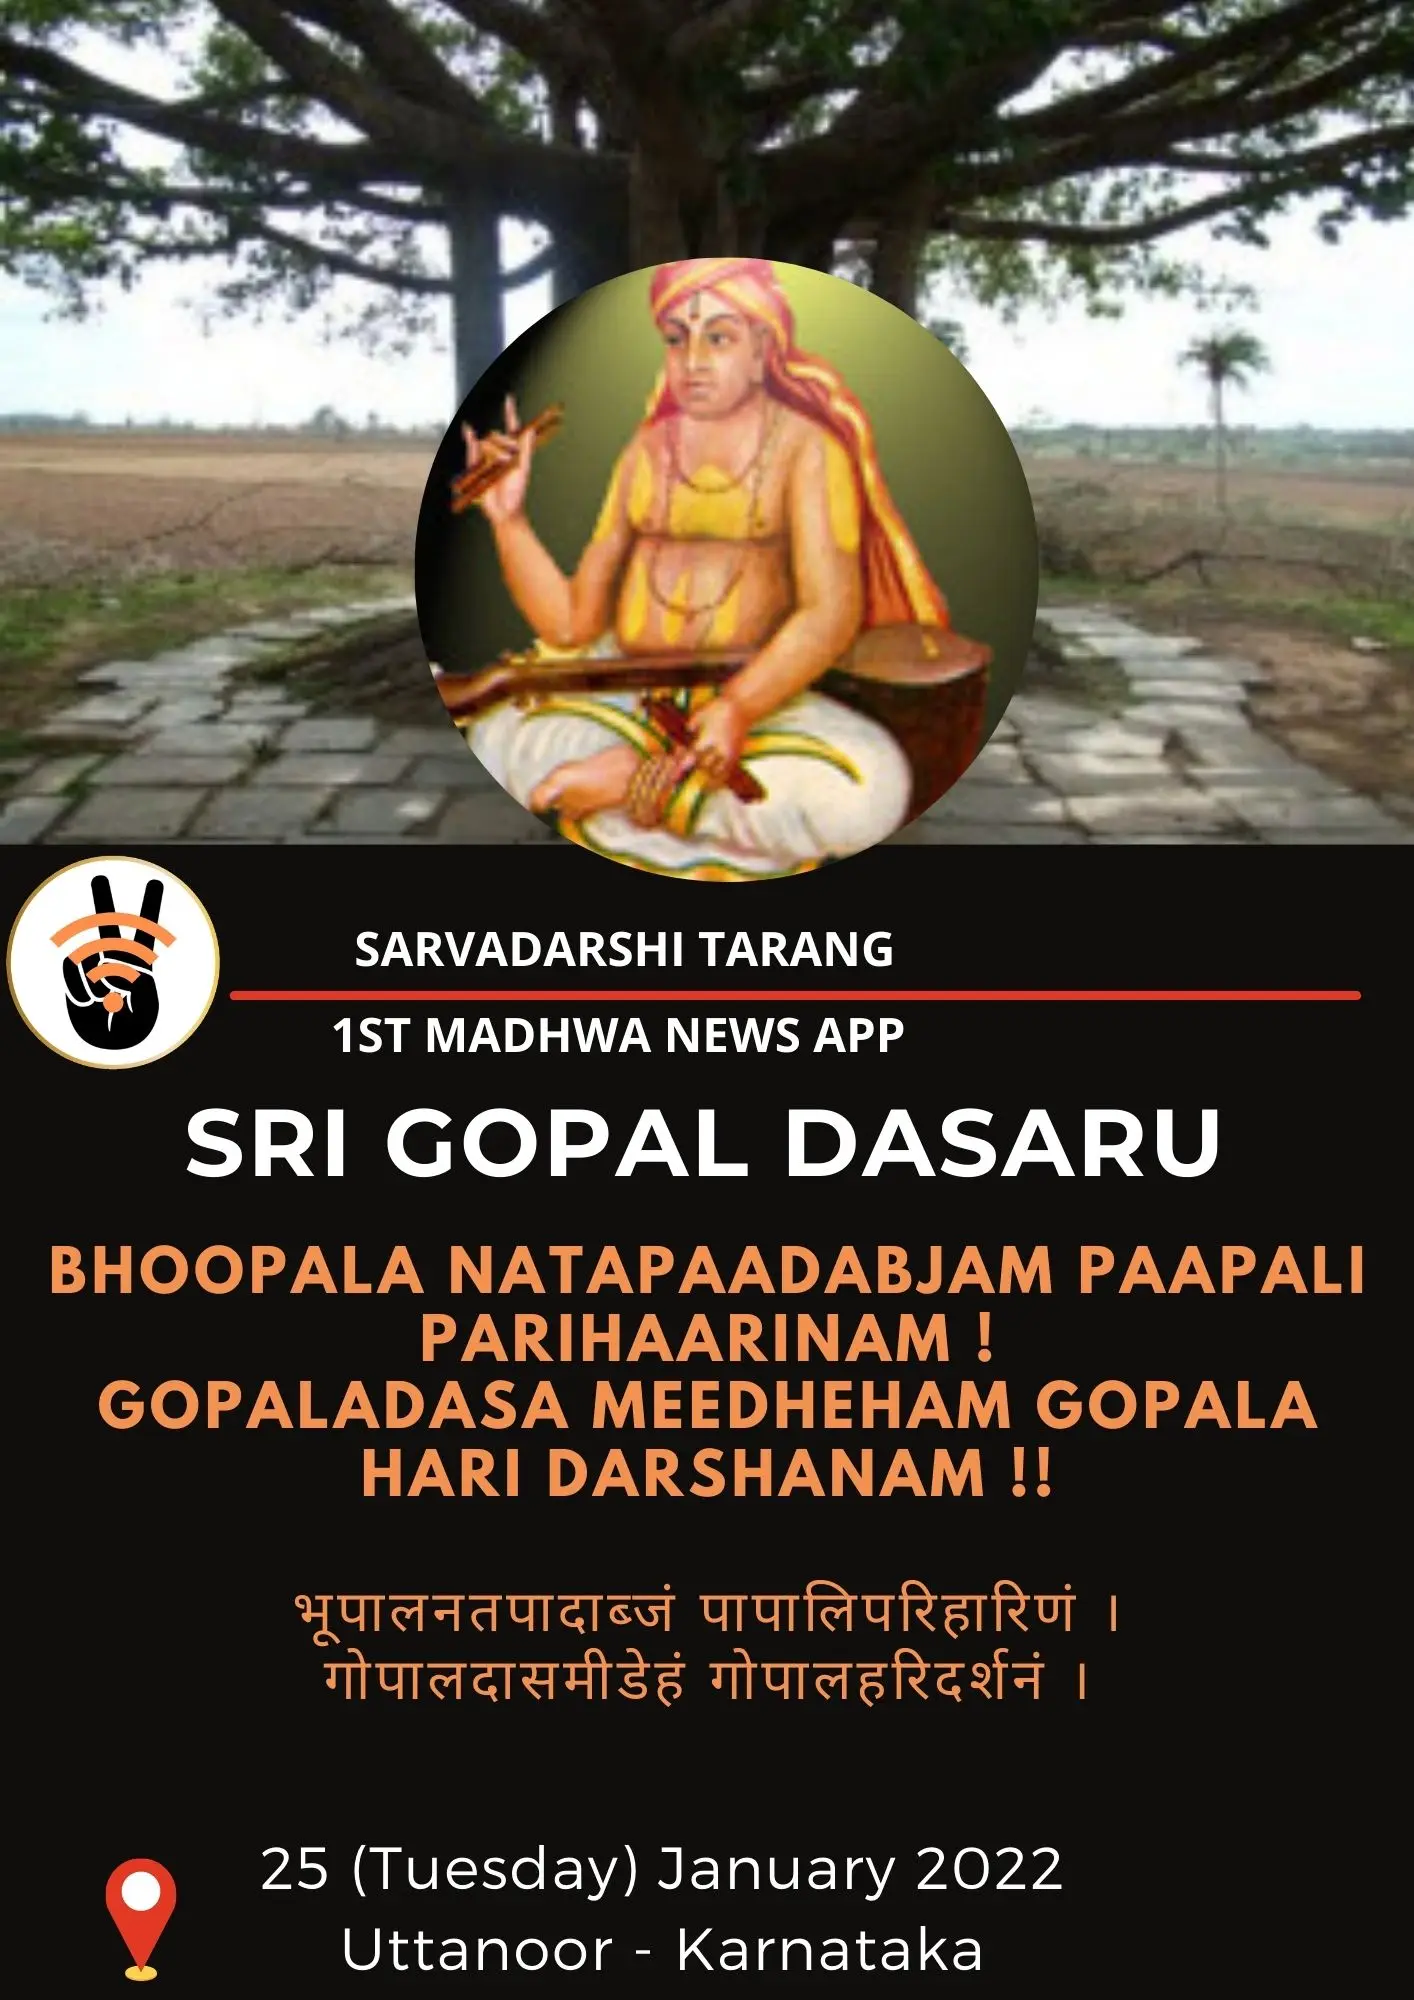 SARVADARSHI TARANG
1ST MADHWA NEWS APP
SRI GOPAL DASARU
BHOOPALA NATAPAADABJAM PAAPALI
PARIHAARINAM !
GOPALADASA MEEDHEHAM GOPALA
HARI DARSHANAM !!
भूपालनतपादाब्जं पापालिपरिहारिणं ।
गोपालदासमीडेहं गोपालहरिदर्शनं ।
25 (Tuesday) January 2022
Uttanoor - Karnataka